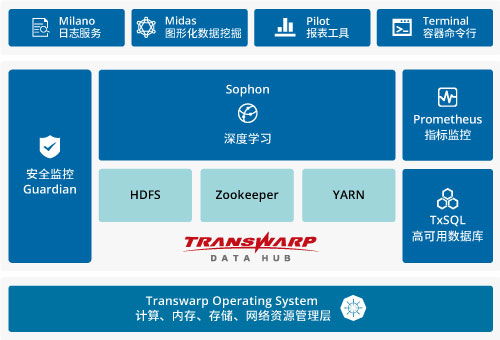 Milano
日志服务
Midas
图形化数据挖掘
Pilot
报表工具
Terminal
容器命令行
安全监控
Guardian
Sophon
深度学习
Prometheus
指标监控
HDFS
Zookeeper
YARN
TxSQL
高可用数据库
TRANSWARP
DATA HUB
Transwarp Operating System
计算、内存、存储、网络资源管理层